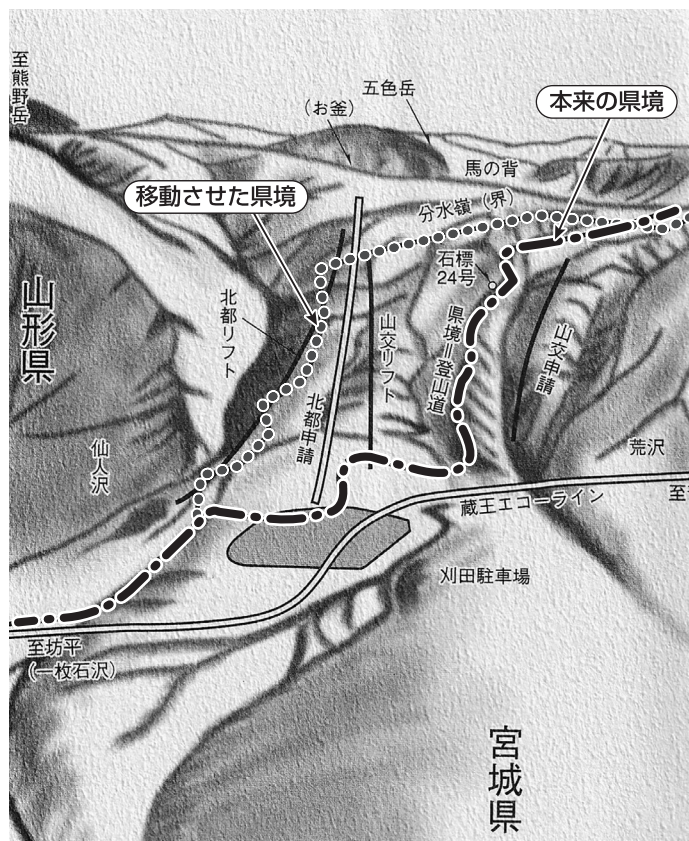 至熊野岳
五色岳
(お釜)
本来の県境
馬の背
移動させた県境
分水嶺(界)
石標
24号
山形県
北都リフト
山交リフト
県境=登山道
山交申請
北都申請
仙人沢
荒沢
至
蔵王エコーライン
刈田駐車場
至坊平
(一枚石沢)
宮城県